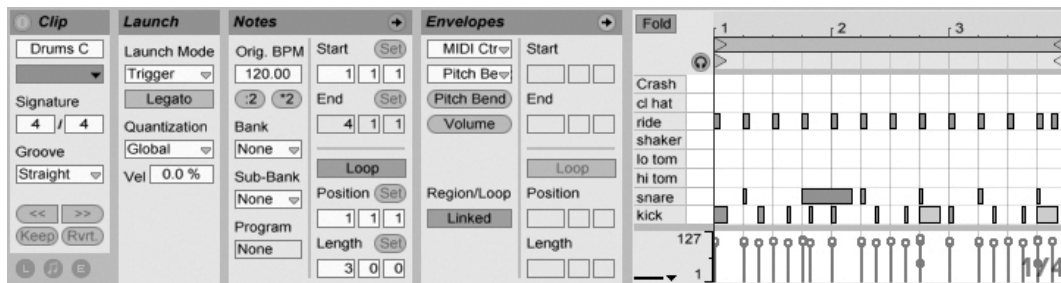 Clip
Drums C
Signature
4 / 4
Groove
Straight
<< >>
Keep Rvrt.
L E
Launch
Launch Mode
Trigger
Legato
Quantization
Global
Vel 0.0 %
Notes
Orig. BPM
120.00
:2 *2
Bank
None
Sub-Bank
None
Program
None
Start Set
1 1 1
End Set
4 1 1
Loop
Position Set
1 1 1
Length Set
3 0 0
Envelopes
MIDI Ctr
Pitch Be
Pitch Bend
Volume
Region/Loop
Linked
Start
End
Loop
Position
Length
Fold
1 2 3
Crash
cl hat
ride
shaker
lo tom
hi tom
snare
kick
127
1
1/4